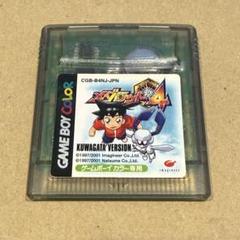 CGB-B4NJ-JPN
GAME BOY COLOR
メダロット4
KUWAGATA VERSION
©1997/2001 Imagineer Co.,Ltd.
©1997/2001 Natsume Co.,Ltd.
ゲームボーイカラー専用
imagineer